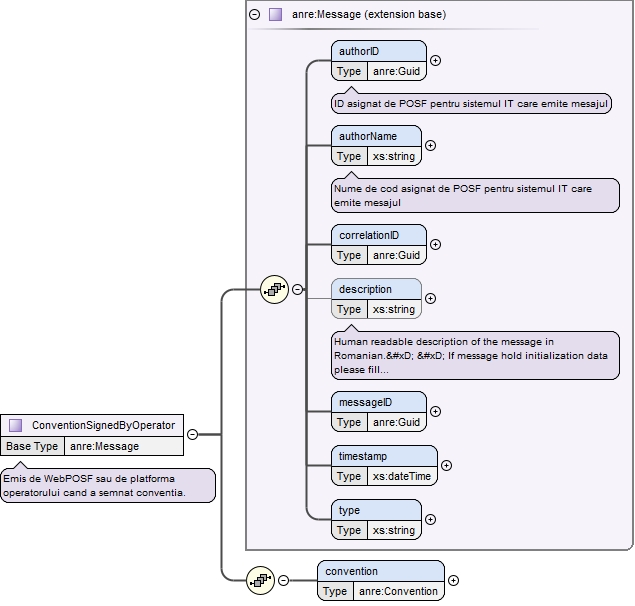 anre:Message (extension base)
authorID
Type anre:Guid
ID asignat de POSF pentru sistemul IT care emite mesajul
authorName
Type xs:string
Nume de cod asignat de POSF pentru sistemul IT care
emite mesajul
correlationID
Type anre:Guid
description
Type xs:string
Human readable description of the message in
Romanian.&#xD; &#xD; If message hold initialization data
please fill...
messageID
Type anre:Guid
timestamp
Type xs:dateTime
type
Type xs:string
ConventionSignedByOperator
Base Type anre:Message
Emis de WebPOSF sau de platforma
operatorului cand a semnat conventia.
convention
Type anre:Convention